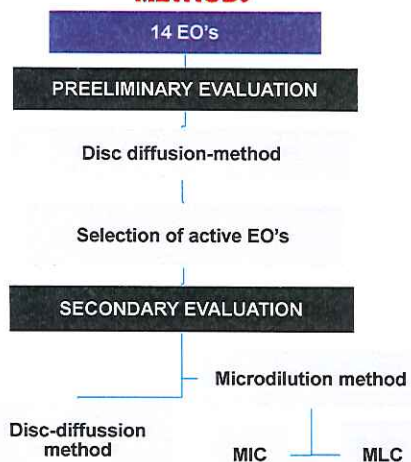 14 EO's
PREELIMINARY EVALUATION
Disc diffusion-method
Selection of active EO's
SECONDARY EVALUATION
Microdilution method
Disc-diffussion
method
MIC
MLC